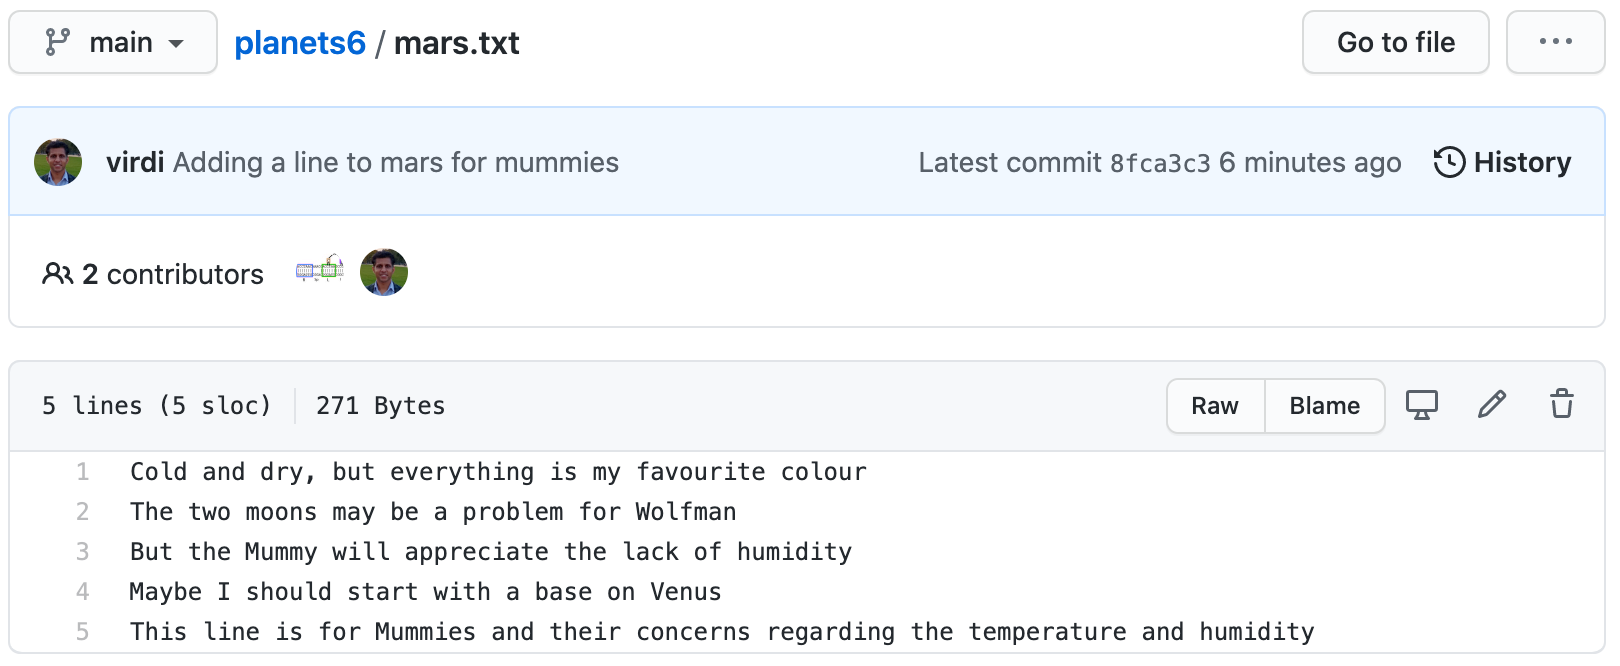 main planets6 / mars.txt Go to file ...
virdi Adding a line to mars for mummies Latest commit 8fca3c3 6 minutes ago History
2 contributors
5 lines (5 sloc) 271 Bytes Raw Blame
1 Cold and dry, but everything is my favourite colour
2 The two moons may be a problem for Wolfman
3 But the Mummy will appreciate the lack of humidity
4 Maybe I should start with a base on Venus
5 This line is for Mummies and their concerns regarding the temperature and humidity